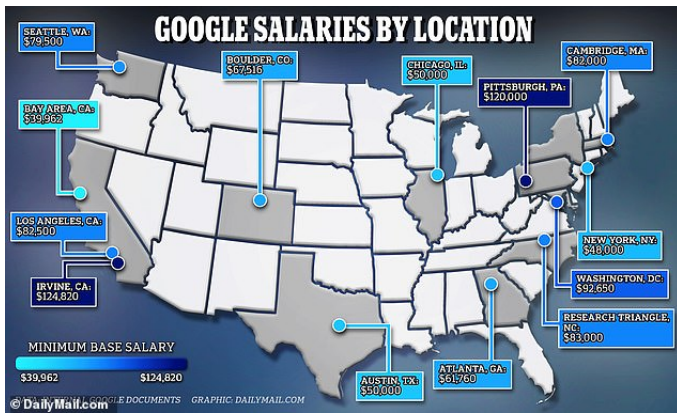 GOOGLE SALARIES BY LOCATION
SEATTLE, WA:
$79,500
BOULDER, CO:
$67,516
CHICAGO, IL:
$50,000
CAMBRIDGE, MA:
$82,000
PITTSBURGH, PA:
$120,000
BAY AREA, CA:
$39,962
LOS ANGELES, CA:
$82,500
IRVINE, CA:
$124,820
NEW YORK, NY:
$48,000
WASHINGTON, DC:
$92,650
RESEARCH TRIANGLE,
NC:
$83,000
ATLANTA, GA:
$61,760
AUSTIN, TX:
$50,000
MINIMUM BASE SALARY
$39,962 $124,820
GOOGLE DOCUMENTS GRAPHIC: DAILYMAIL.COM
© DailyMail.com